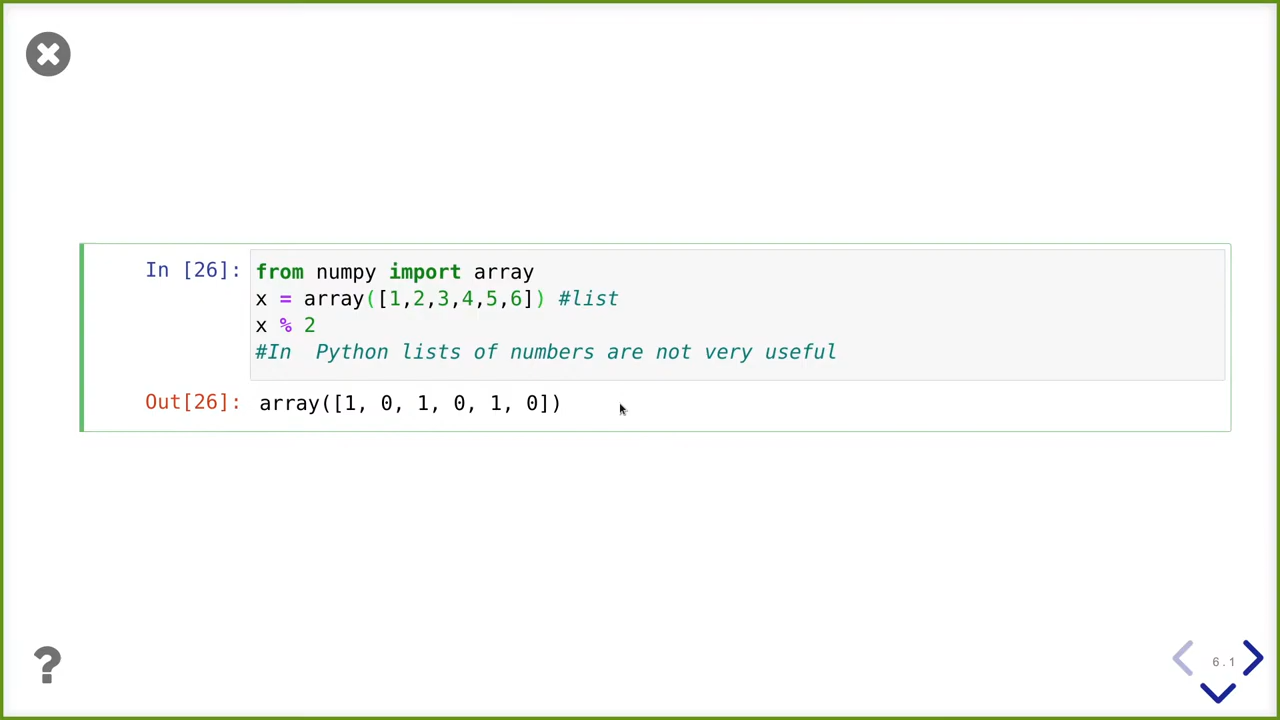 In [26]:
from numpy import array
x = array([1,2,3,4,5,6]) #list
x % 2
#In  Python lists of numbers are not very useful
Out[26]:
array([1, 0, 1, 0, 1, 0])
?
6.1